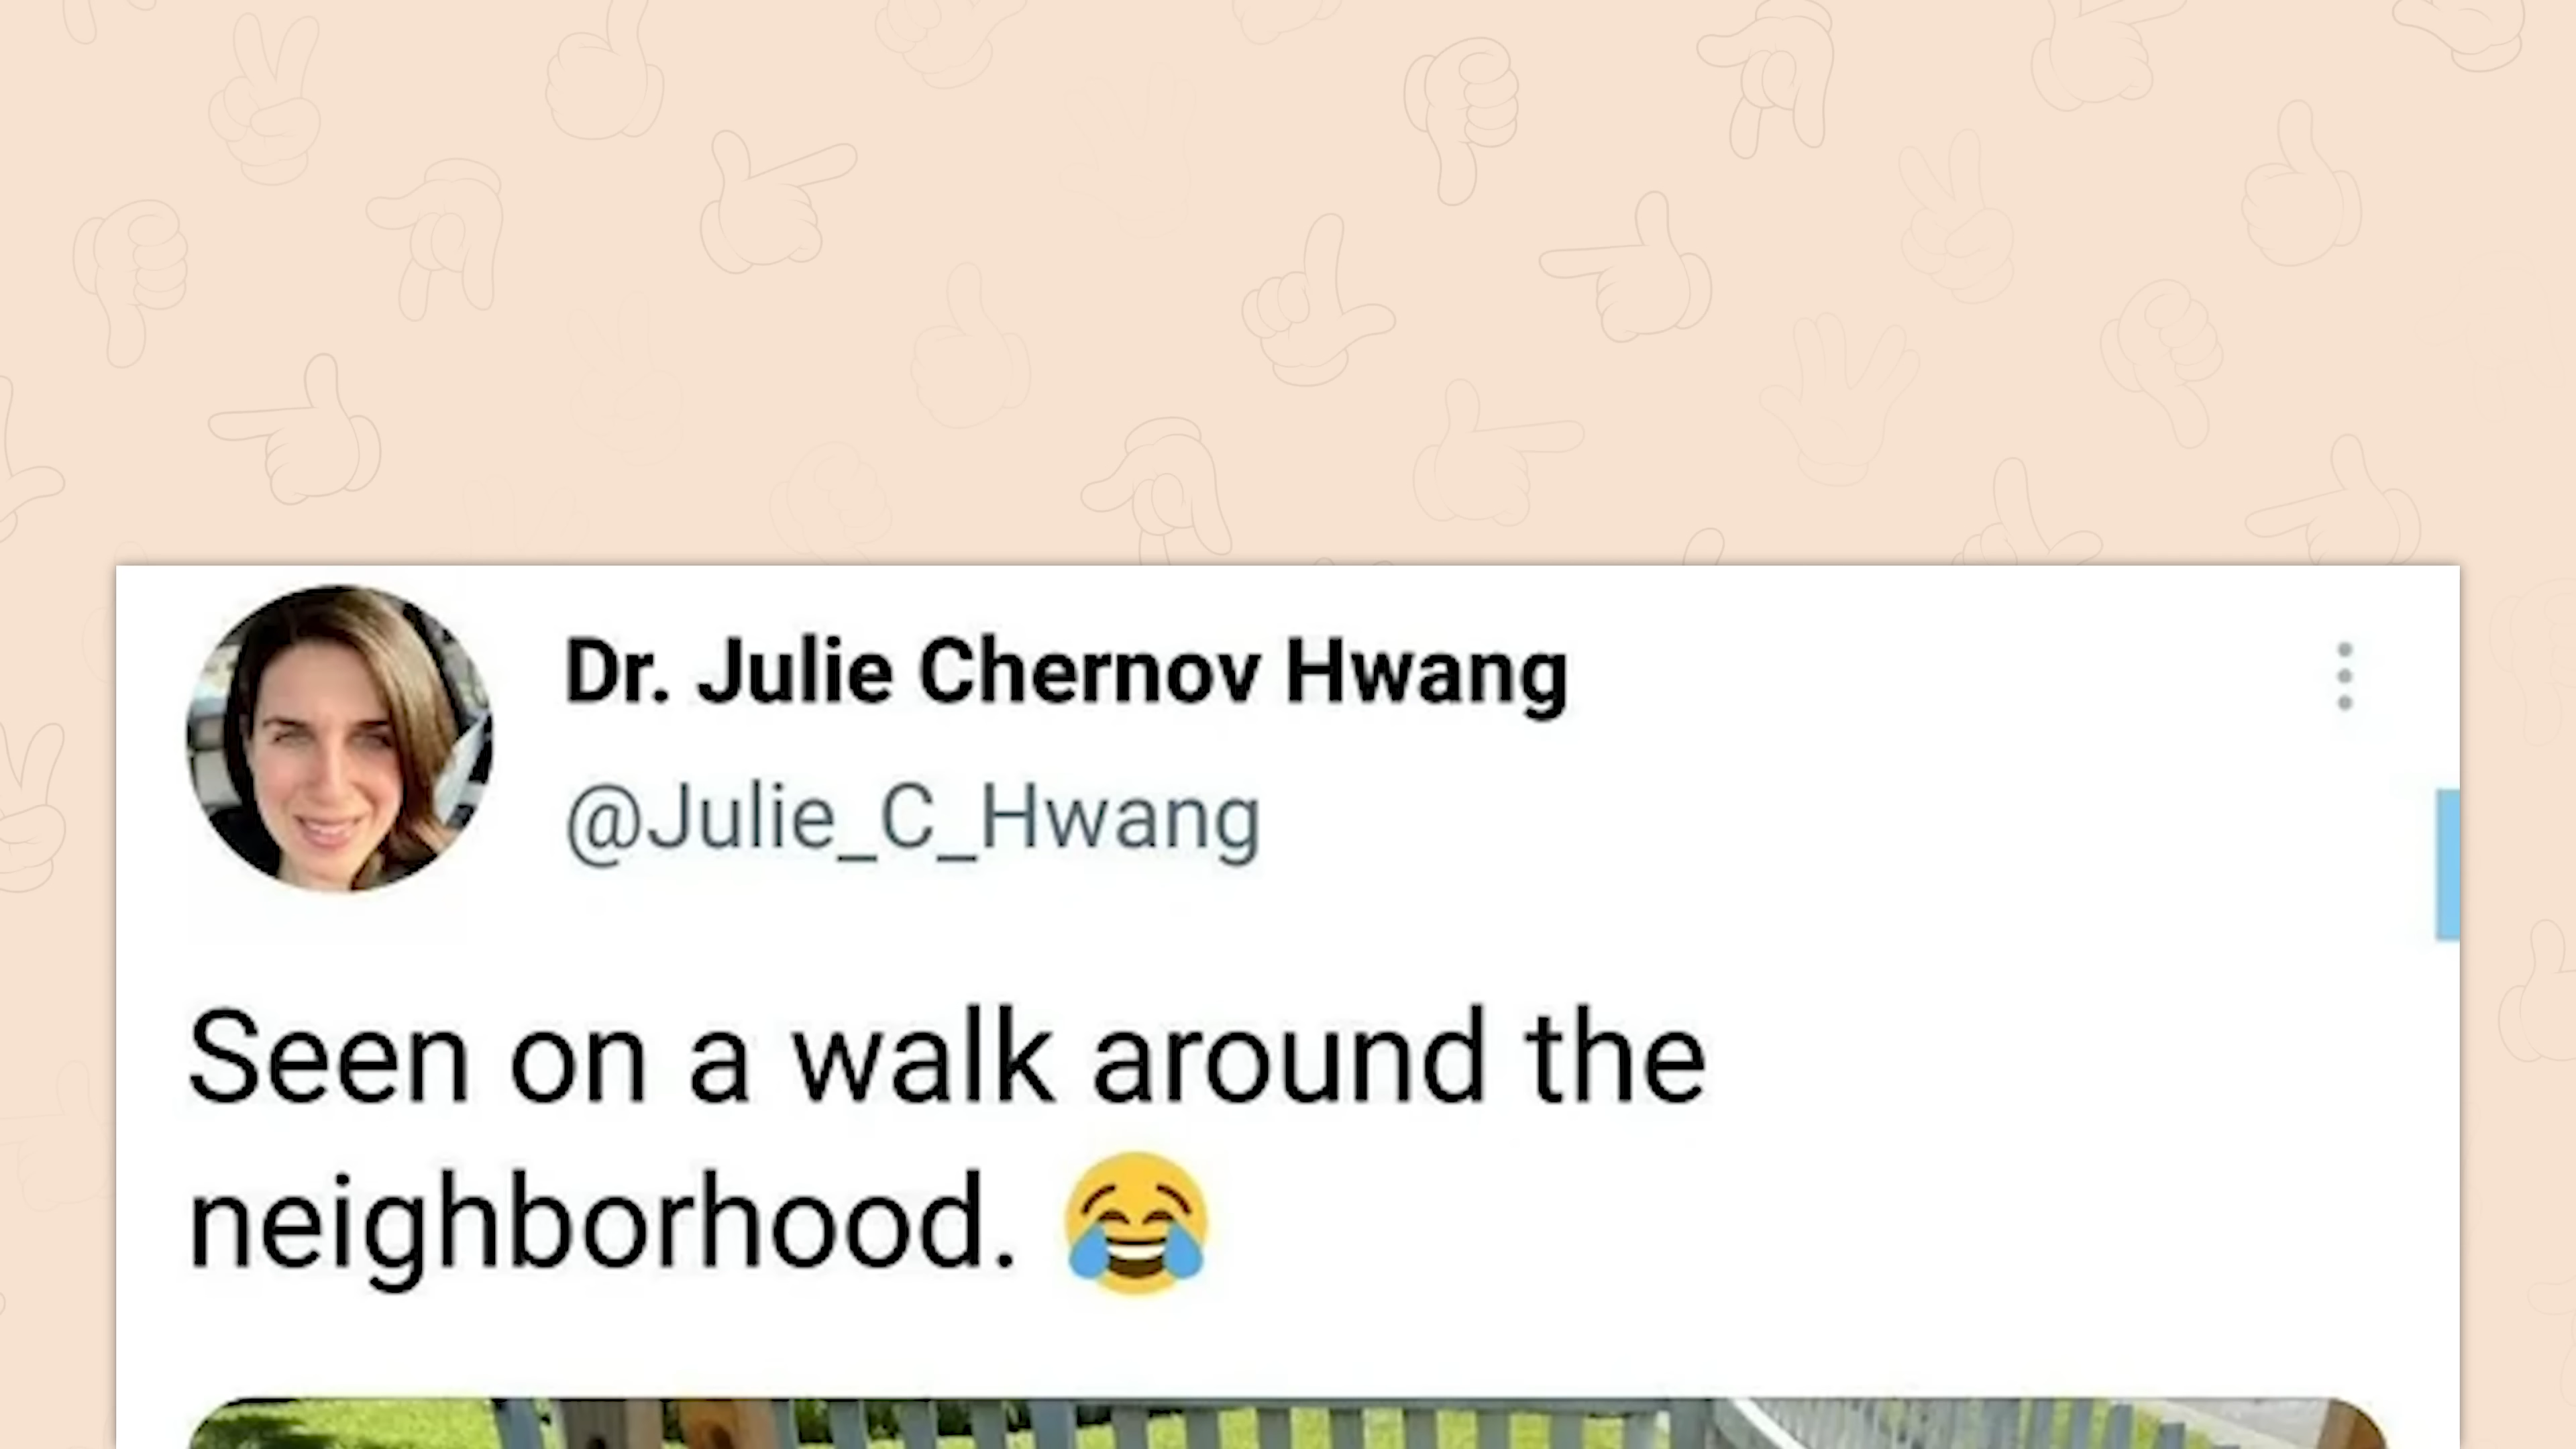 Dr. Julie Chernov Hwang
@Julie_C_Hwang
Seen on a walk around the
neighborhood. 😂